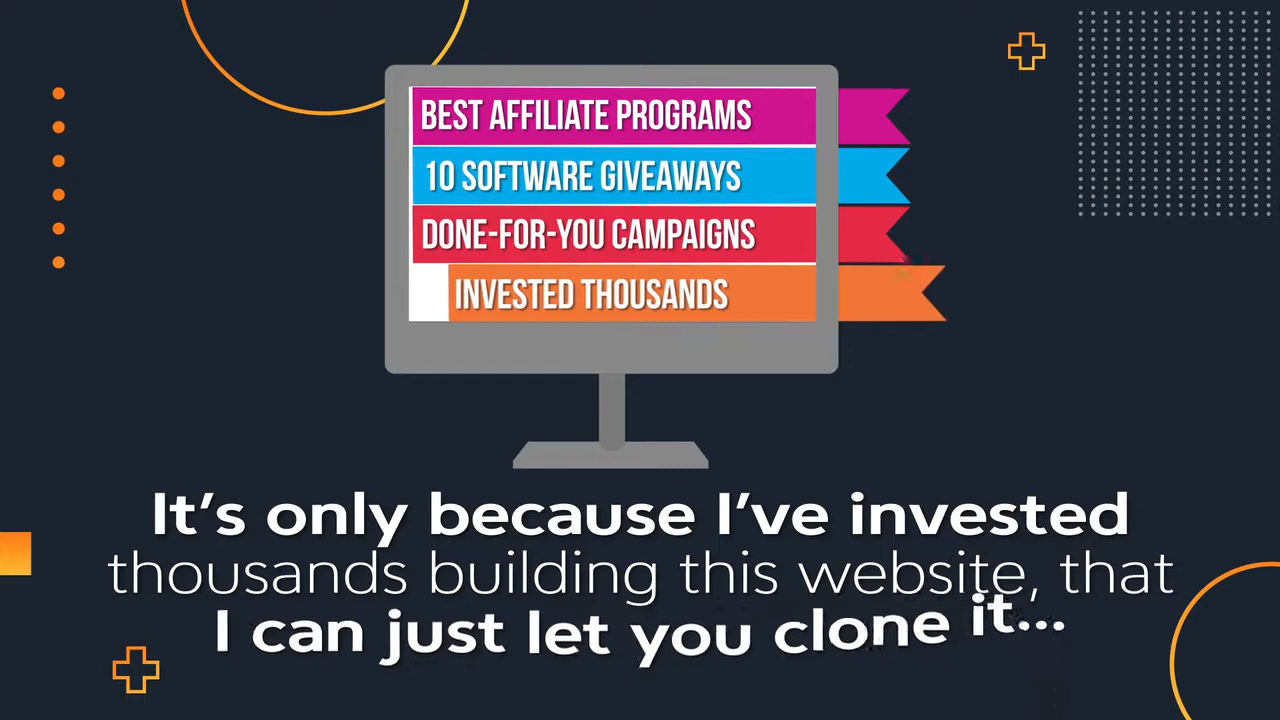 BEST AFFILIATE PROGRAMS
10 SOFTWARE GIVEAWAYS
DONE-FOR-YOU CAMPAIGNS
INVESTED THOUSANDS
It's only because I've invested
thousands building this website, that
I can just let you clone it...